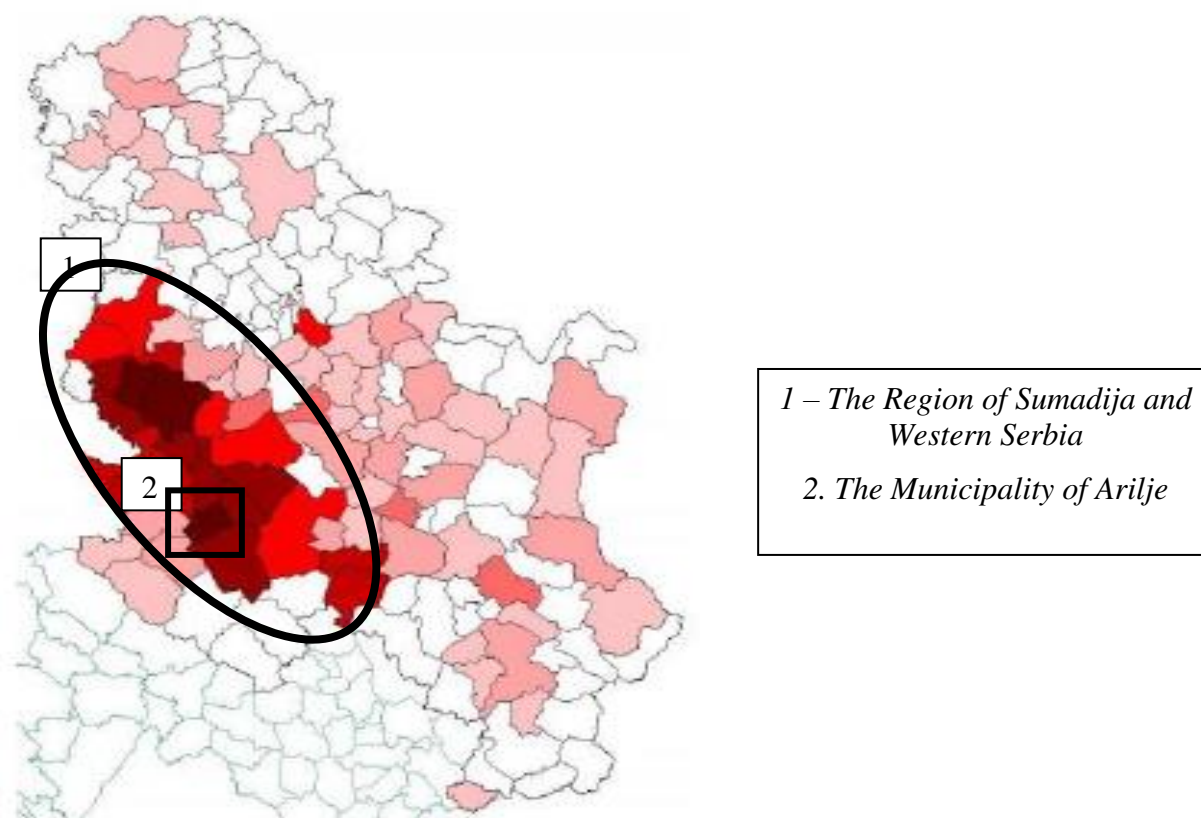 1
2
1 – The Region of Sumadija and
Western Serbia
2. The Municipality of Arilje